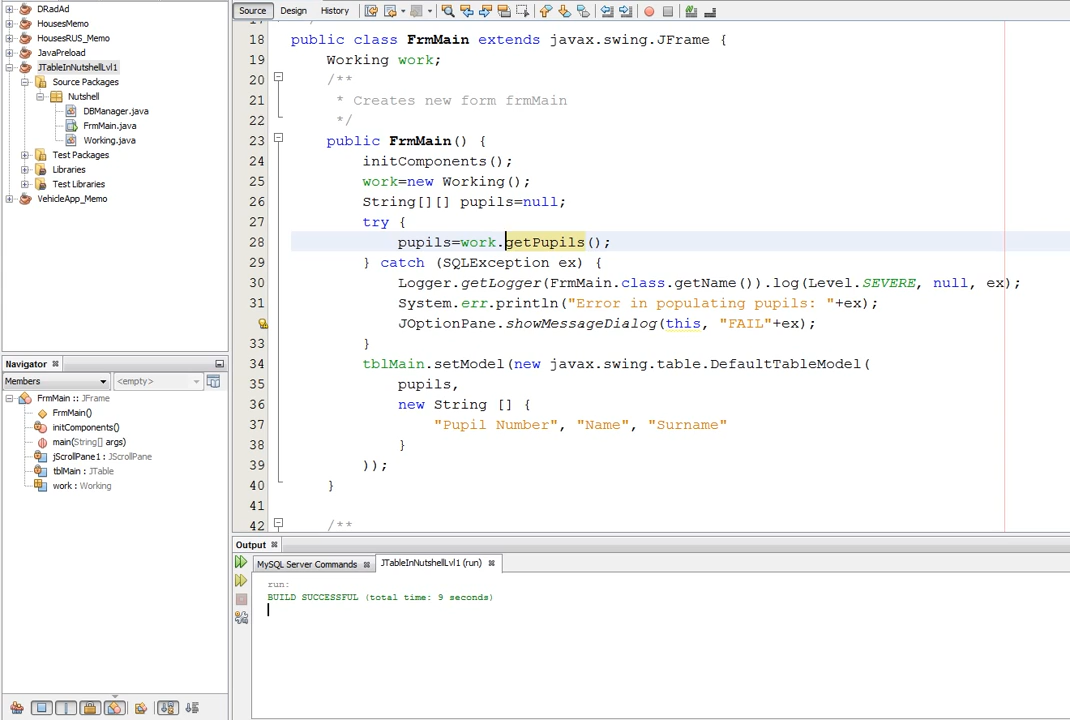 DRadAd
HousesMemo
HousesRUS_Memo
JavaPreload
JTableInNutshellLvl1
Source Packages
Nutshell
DBManager.java
FrmMain.java
Working.java
Test Packages
Libraries
Test Libraries
VehicleApp_Memo
Navigator
Members
<empty>
FrmMain :: JFrame
FrmMain()
initComponents()
main(String[] args)
jScrollPane1 : JScrollPane
tblMain : JTable
work : Working
Source Design History
18 public class FrmMain extends javax.swing.JFrame {
19 Working work;
20 /**
21 * Creates new form frmMain
22 */
23 public FrmMain() {
24 initComponents();
25 work=new Working();
26 String[][] pupils=null;
27 try {
28 pupils=work.getPupils();
29 } catch (SQLException ex) {
30 Logger.getLogger(FrmMain.class.getName()).log(Level.SEVERE, null, ex);
31 System.err.println("Error in populating pupils: "+ex);
JOptionPane.showMessageDialog(this, "FAIL"+ex);
33 }
34 tblMain.setModel(new javax.swing.table.DefaultTableModel(
35 pupils,
36 new String [] {
37 "Pupil Number", "Name", "Surname"
38 }
39 ));
40 }
41
42 /**
Output
MySQL Server Commands JTableInNutshellLvl1 (run)
run:
BUILD SUCCESSFUL (total time: 9 seconds)